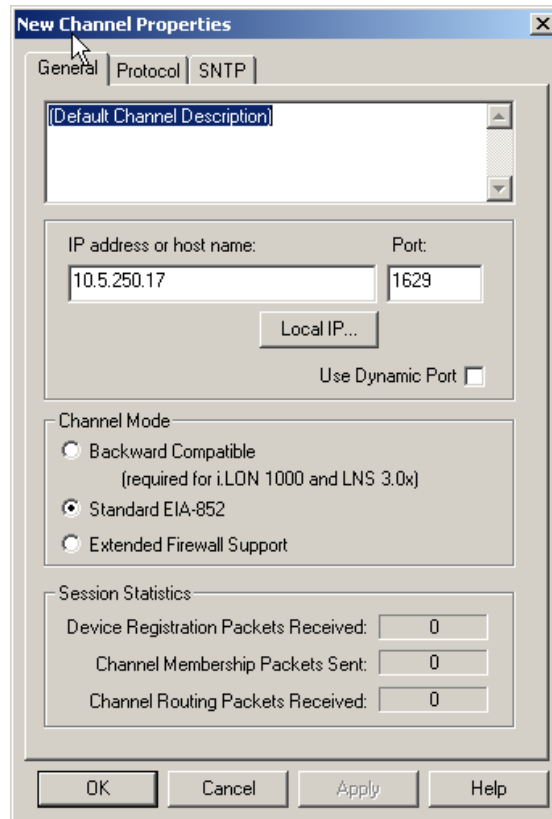 New Channel Properties
General Protocol SNTP
(Default Channel Description)
IP address or host name: Port:
10.5.250.17 1629
Local IP...
Use Dynamic Port
Channel Mode
Backward Compatible
(required for i.LON 1000 and LNS 3.0x)
Standard EIA-852
Extended Firewall Support
Session Statistics
Device Registration Packets Received: 0
Channel Membership Packets Sent: 0
Channel Routing Packets Received: 0
OK Cancel Apply Help